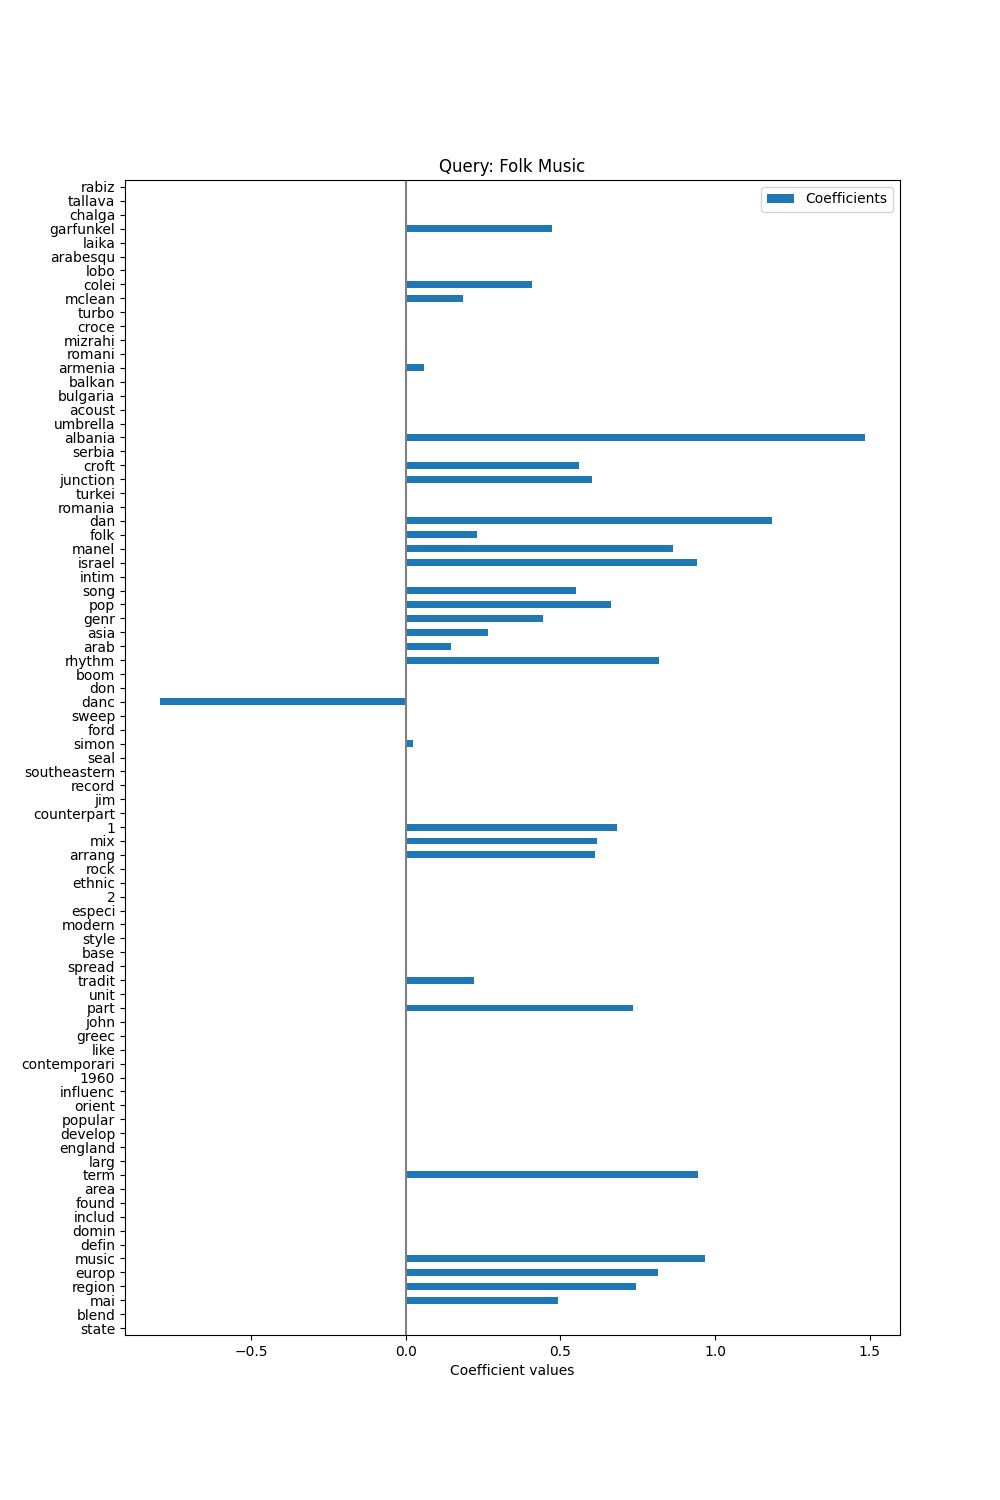 Query: Folk Music
Coefficients
rabiz
tallava
chalga
garfunkel
laika
arabesqu
lobo
colei
mclean
turbo
croce
mizrahi
romani
armenia
balkan
bulgaria
acoust
umbrella
albania
serbia
croft
junction
turkei
romania
dan
folk
manel
israel
intim
song
pop
genr
asia
arab
rhythm
boom
don
danc
sweep
ford
simon
seal
southeastern
record
jim
counterpart
1
mix
arrang
rock
ethnic
2
especi
modern
style
base
spread
tradit
unit
part
john
greec
like
contemporari
1960
influenc
orient
popular
develop
england
larg
term
area
found
includ
domin
defin
music
europ
region
mai
blend
state
−0.5 0.0 0.5 1.0 1.5
Coefficient values